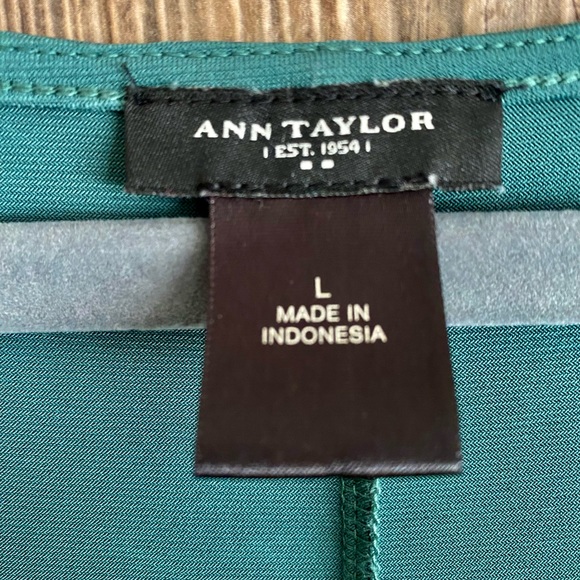 ANN TAYLOR
EST. 1954
L
MADE IN
INDONESIA